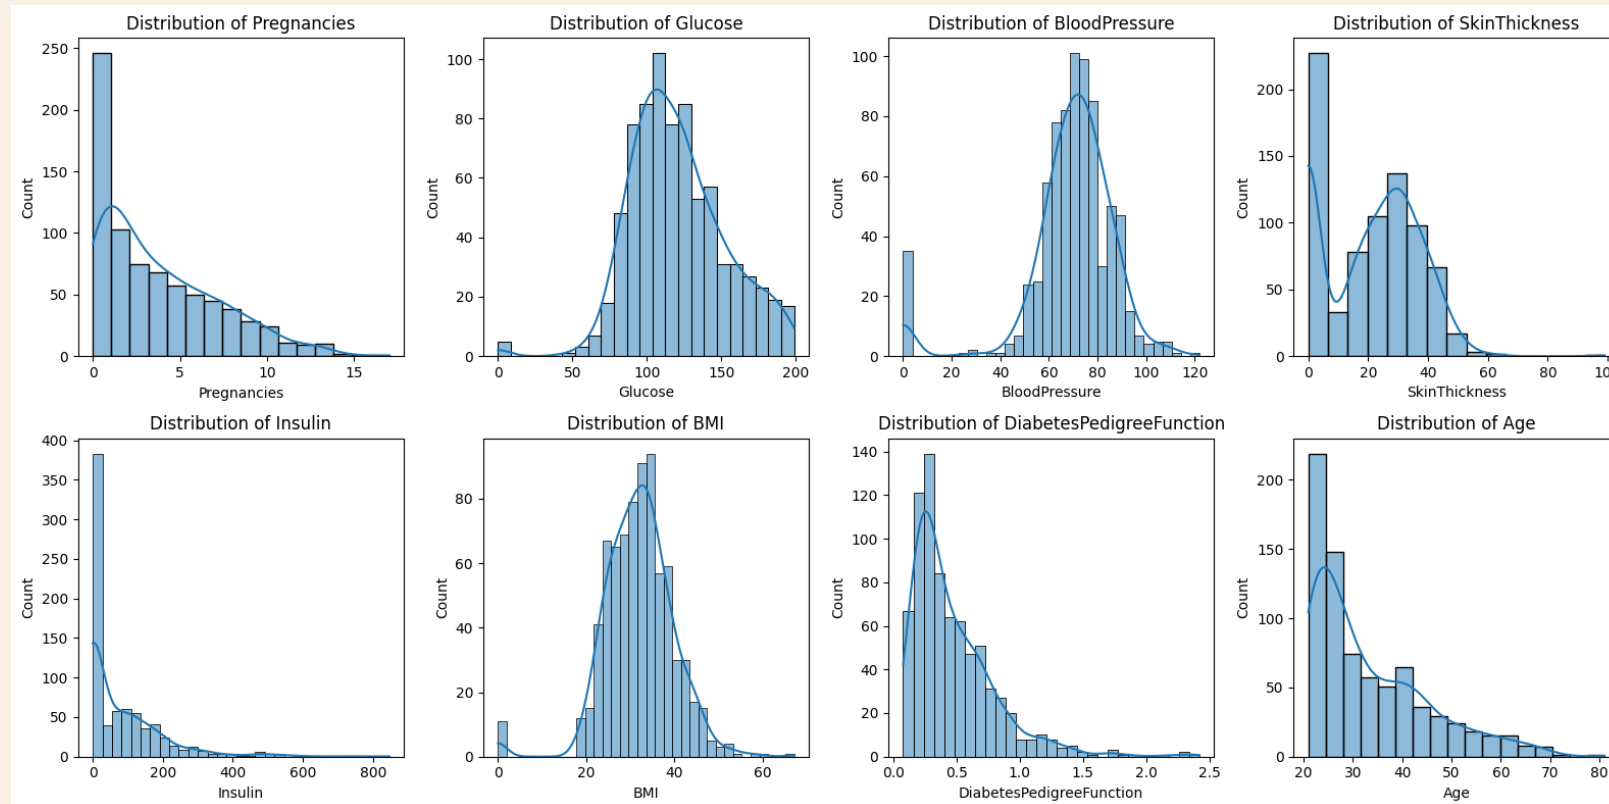 Distribution of Pregnancies
250
200
150
100
50
0
Count
0 5 10 15
Pregnancies
Distribution of Glucose
100
80
60
40
20
0
Count
0 50 100 150 200
Glucose
Distribution of BloodPressure
100
80
60
40
20
0
Count
0 20 40 60 80 100 120
BloodPressure
Distribution of SkinThickness
200
150
100
50
0
Count
0 20 40 60 80
SkinThickness
Distribution of Insulin
400
350
300
250
200
150
100
50
0
Count
0 200 400 600 800
Insulin
Distribution of BMI
80
60
40
20
0
Count
0 20 40 60
BMI
Distribution of DiabetesPedigreeFunction
140
120
100
80
60
40
20
0
Count
0.0 0.5 1.0 1.5 2.0 2.5
DiabetesPedigreeFunction
Distribution of Age
200
150
100
50
0
Count
20 30 40 50 60 70 80
Age